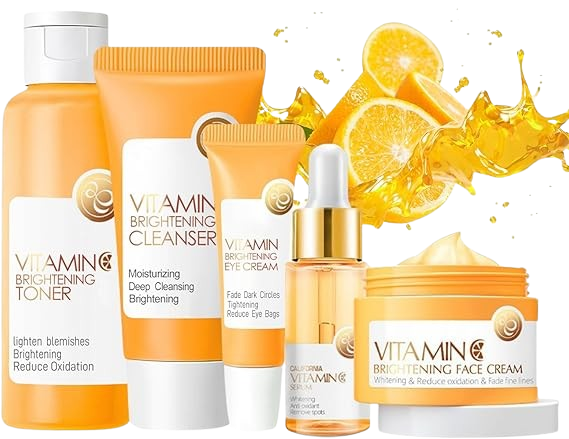 VITAMIN C
BRIGHTENING
TONER
lighten blemishes
Brightening
Reduce Oxidation
VITAMIN
BRIGHTENING
CLEANSER
Moisturizing
Deep Cleansing
Brightening
VITAMIN
BRIGHTENING
EYE CREAM
Fade Dark Circles
Tightening
Reduce Eye Bags
CALIFORNIA
VITAMIN C
SERUM
Whitening
Anti oxidant
Remove spots
VITAMIN C
BRIGHTENING FACE CREAM
Whitening & Reduce oxidation & Fade fine liners